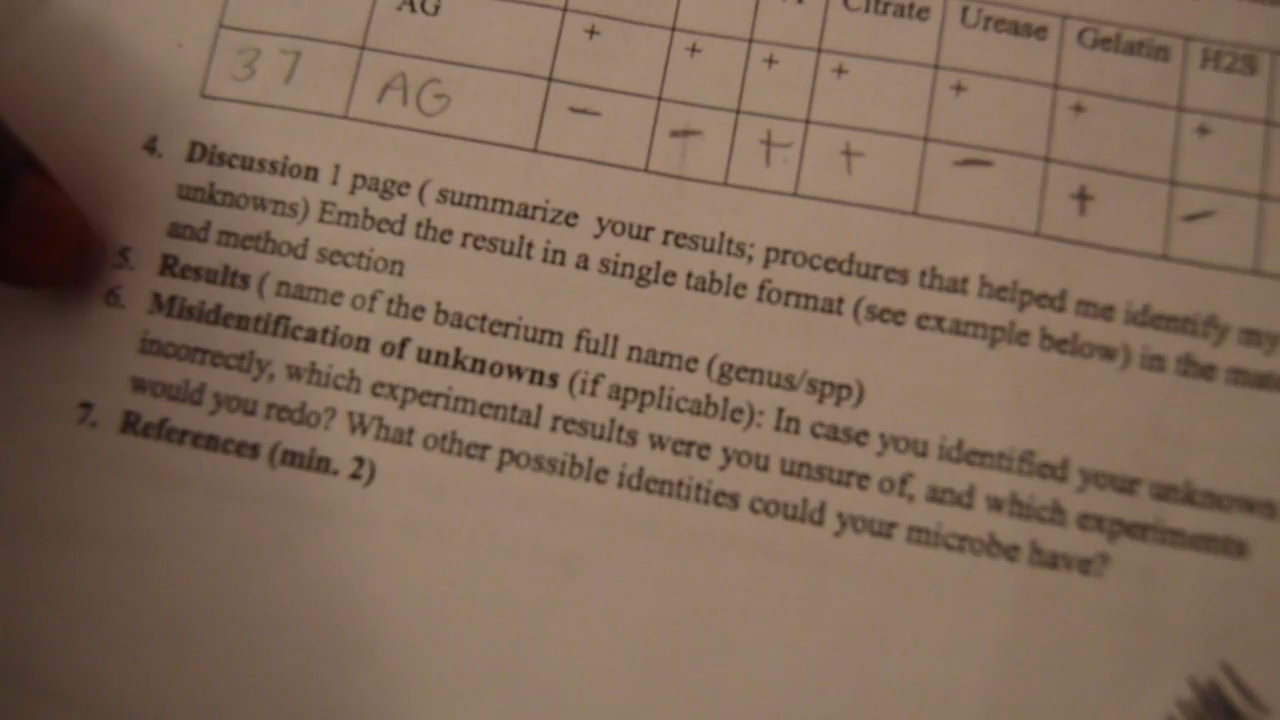 AG Citrate Urease Gelatin H2S
+ + + + + + +
37 AG − − + + − + −
4. Discussion 1 page ( summarize your results; procedures that helped me identify my
unknowns) Embed the result in a single table format (see example below) in the
and method section
5. Results ( name of the bacterium full name (genus/spp)
6. Misidentification of unknowns (if applicable): In case you identified your unknown
incorrectly, which experimental results were you unsure of, and which experiments
would you redo? What other possible identities could your microbe have?
7. References (min. 2)